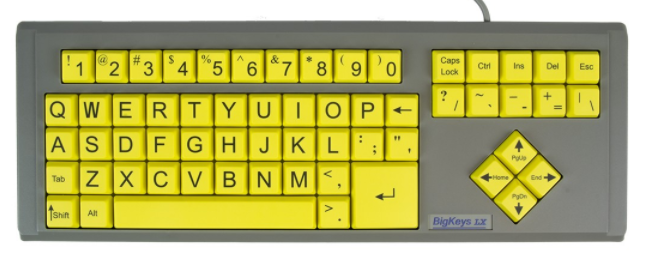 ! 1 @ 2 # 3 $ 4 % 5 ^ 6 & 7 * 8 ( 9 ) 0
Caps Lock Ctrl Ins Del Esc
Q W E R T Y U I O P ←
? / ~ ` _ - + = | \
A S D F G H J K L : ; " ,
PgUp
Tab Z X C V B N M < ,
Home End
PgDn
Shift Alt > .
BigKeys LX